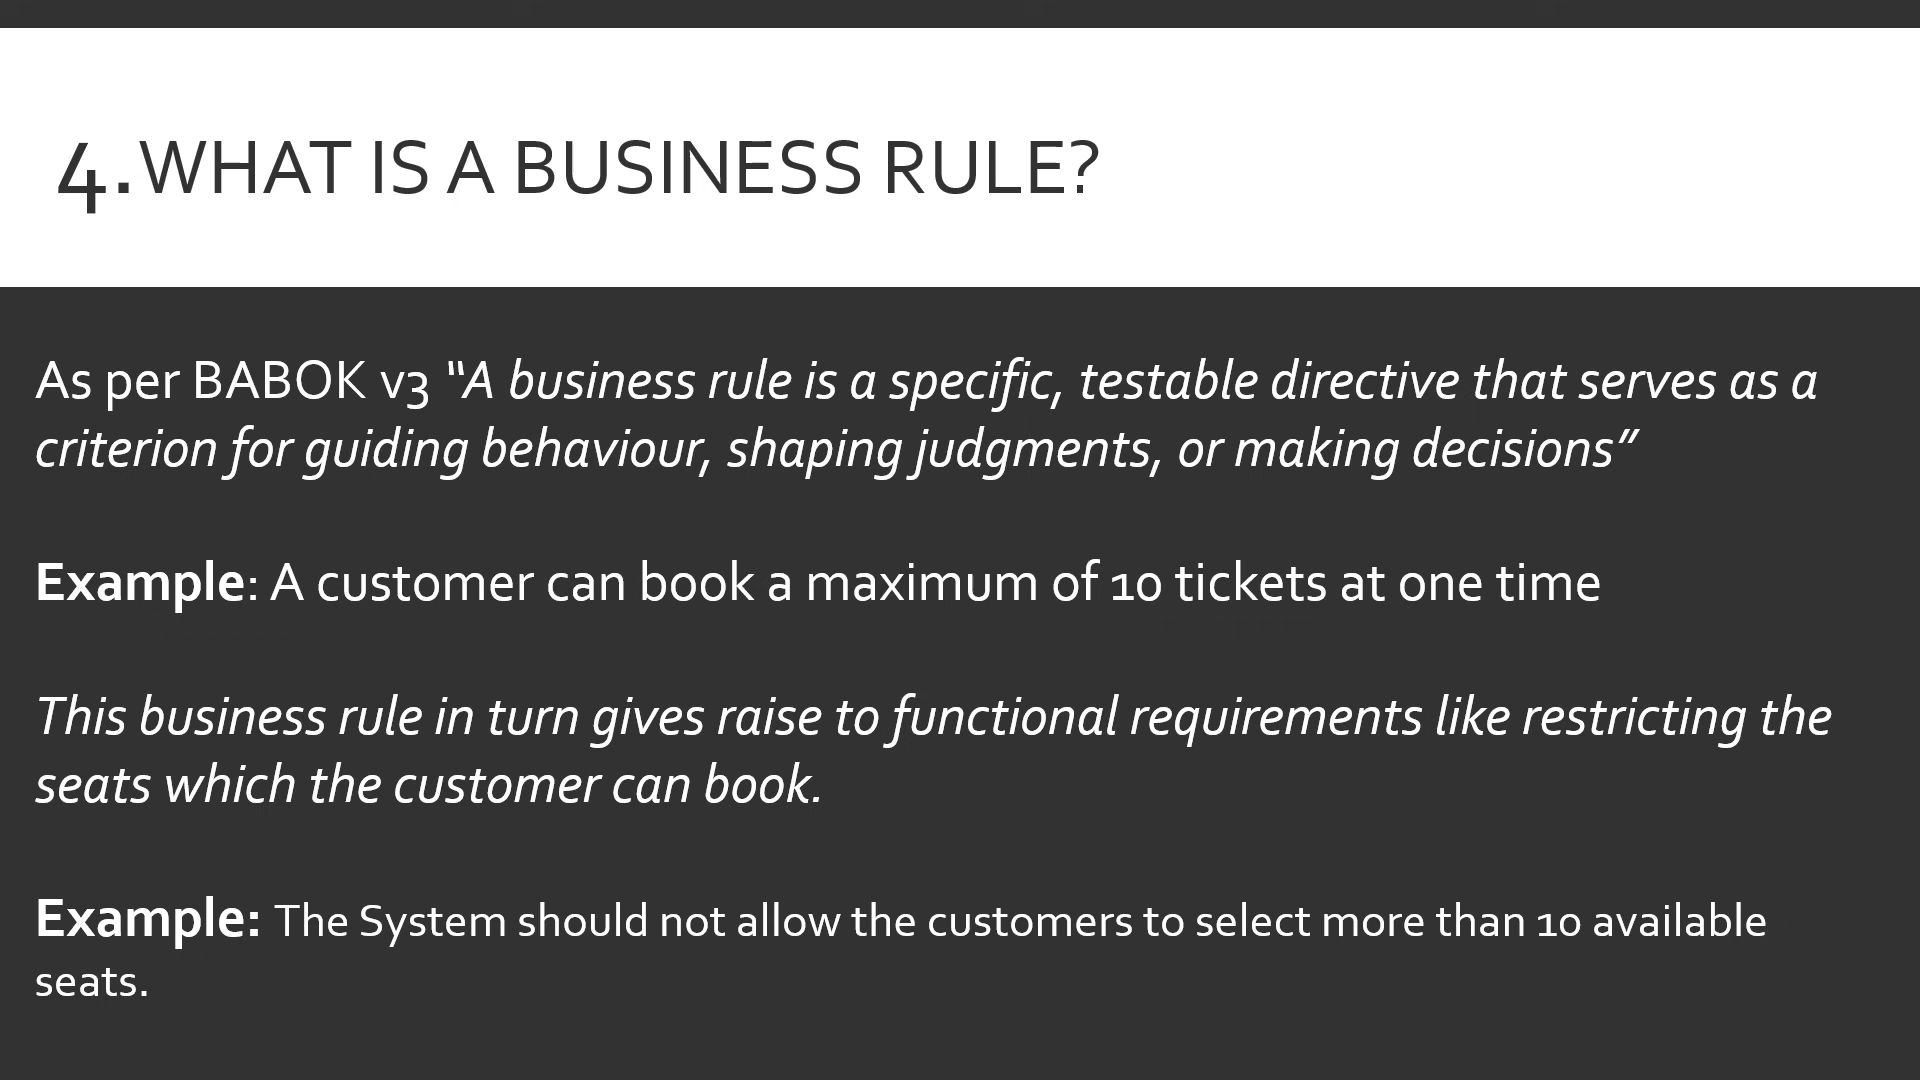 4.WHAT IS A BUSINESS RULE?
As per BABOK v3 “A business rule is a specific, testable directive that serves as a
criterion for guiding behaviour, shaping judgments, or making decisions”
Example: A customer can book a maximum of 10 tickets at one time
This business rule in turn gives raise to functional requirements like restricting the
seats which the customer can book.
Example: The System should not allow the customers to select more than 10 available
seats.